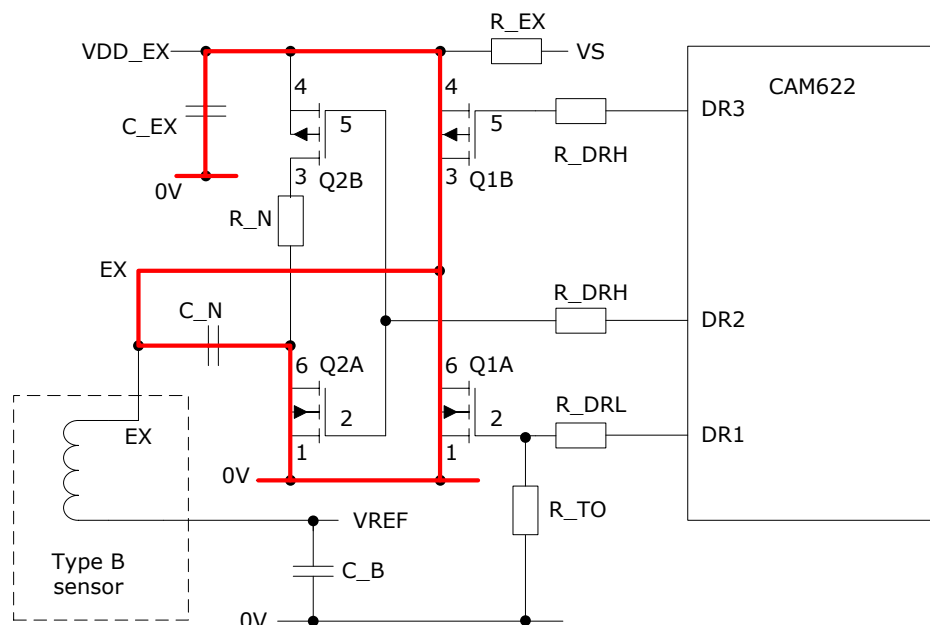 R_EX
VDD_EX
VS
CAM622
4
4
C_EX
5
5
DR3
R_DRH
3
Q2B
3
Q1B
0V
R_N
EX
R_DRH
C_N
DR2
6
Q2A
6
Q1A
2
2
R_DRL
EX
DR1
1
1
0V
R_TO
VREF
Type B
sensor
C_B
0V